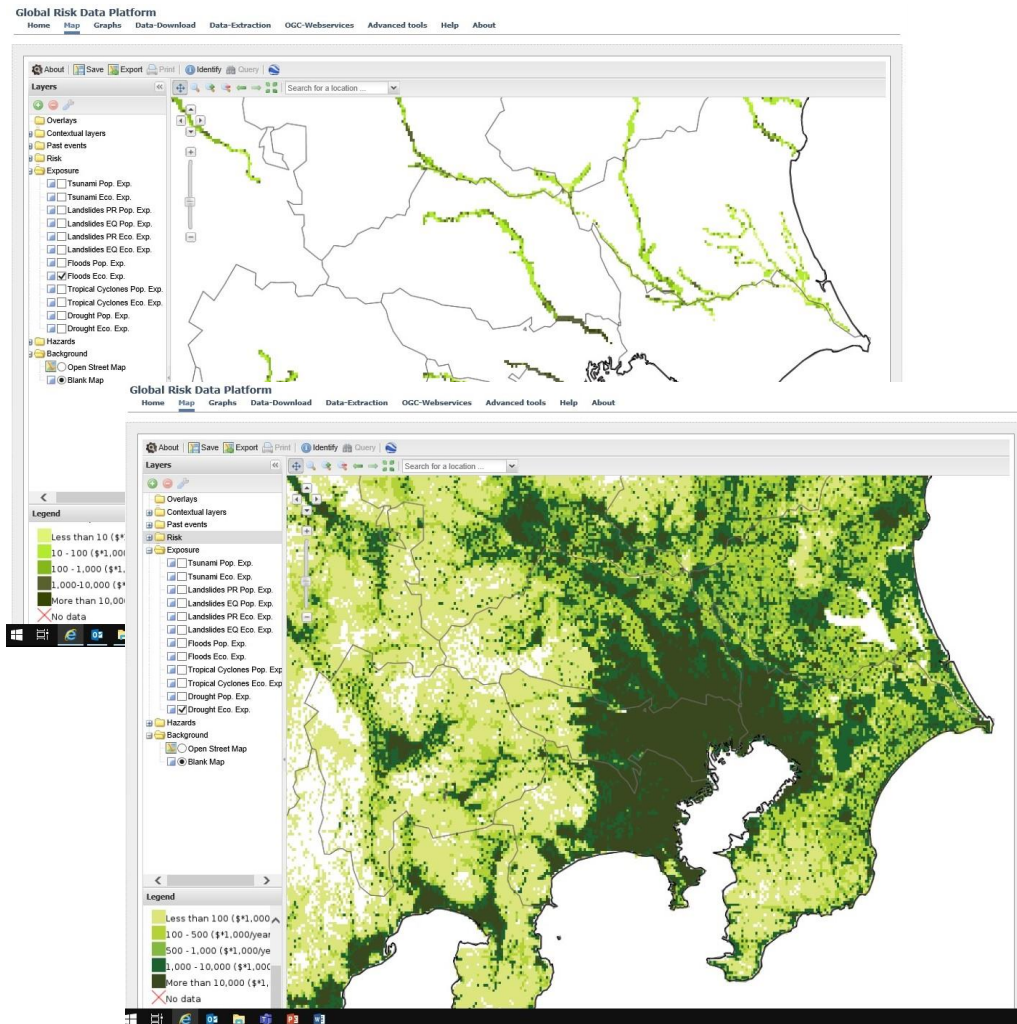 Global Risk Data Platform
Home Map Graphs Data-Download Data-Extraction OGC-Webservices Advanced tools Help About
About Save Export Print Identify Query
Layers
Search for a location ...
Overlays
Contextual layers
Past events
Risk
Exposure
Tsunami Pop. Exp.
Tsunami Eco. Exp.
Landslides PR Pop. Exp.
Landslides EQ Pop. Exp.
Landslides PR Eco. Exp.
Landslides EQ Eco. Exp.
Floods Pop. Exp.
Floods Eco. Exp.
Tropical Cyclones Pop. Exp.
Tropical Cyclones Eco. Exp.
Drought Pop. Exp.
Drought Eco. Exp.
Hazards
Background
Open Street Map
Blank Map
Legend
Less than 10 ($*
10 - 100 ($*1,00
100 - 1,000 ($*1,
1,000-10,000 ($*
More than 10,00
No data
Global Risk Data Platform
Home Map Graphs Data-Download Data-Extraction OGC-Webservices Advanced tools Help About
About Save Export Print Identify Query
Layers
Search for a location ...
Overlays
Contextual layers
Past events
Risk
Exposure
Tsunami Pop. Exp.
Tsunami Eco. Exp.
Landslides PR Pop. Exp.
Landslides EQ Pop. Exp.
Landslides PR Eco. Exp.
Landslides EQ Eco. Exp.
Floods Pop. Exp.
Floods Eco. Exp.
Tropical Cyclones Pop. Exp
Tropical Cyclones Eco. Exp
Drought Pop. Exp.
Drought Eco. Exp.
Hazards
Background
Open Street Map
Blank Map
Legend
Less than 100 ($*1,000
100 - 500 ($*1,000/year
500 - 1,000 ($*1,000/ye
1,000 - 10,000 ($*1,000
More than 10,000 ($*1,
No data